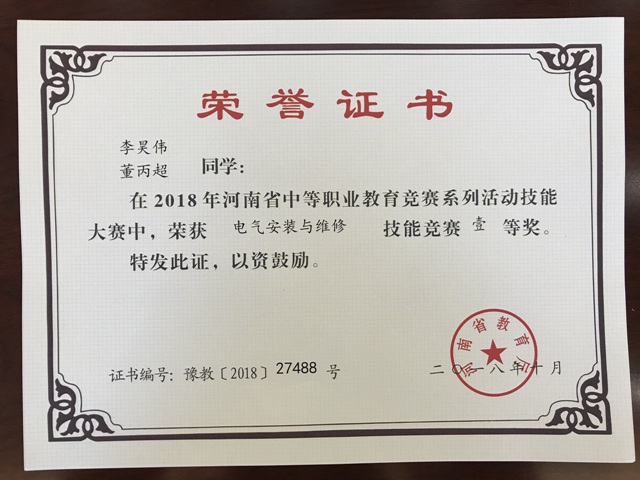 荣誉证书
李昊伟
董丙超 同学：
在2018年河南省中等职业教育竞赛系列活动技能
大赛中，荣获 电气安装与维修 技能竞赛 壹 等奖。
特发此证，以资鼓励。
河南省教育厅
证书编号：豫教〔2018〕27488 号
二〇一八年十月